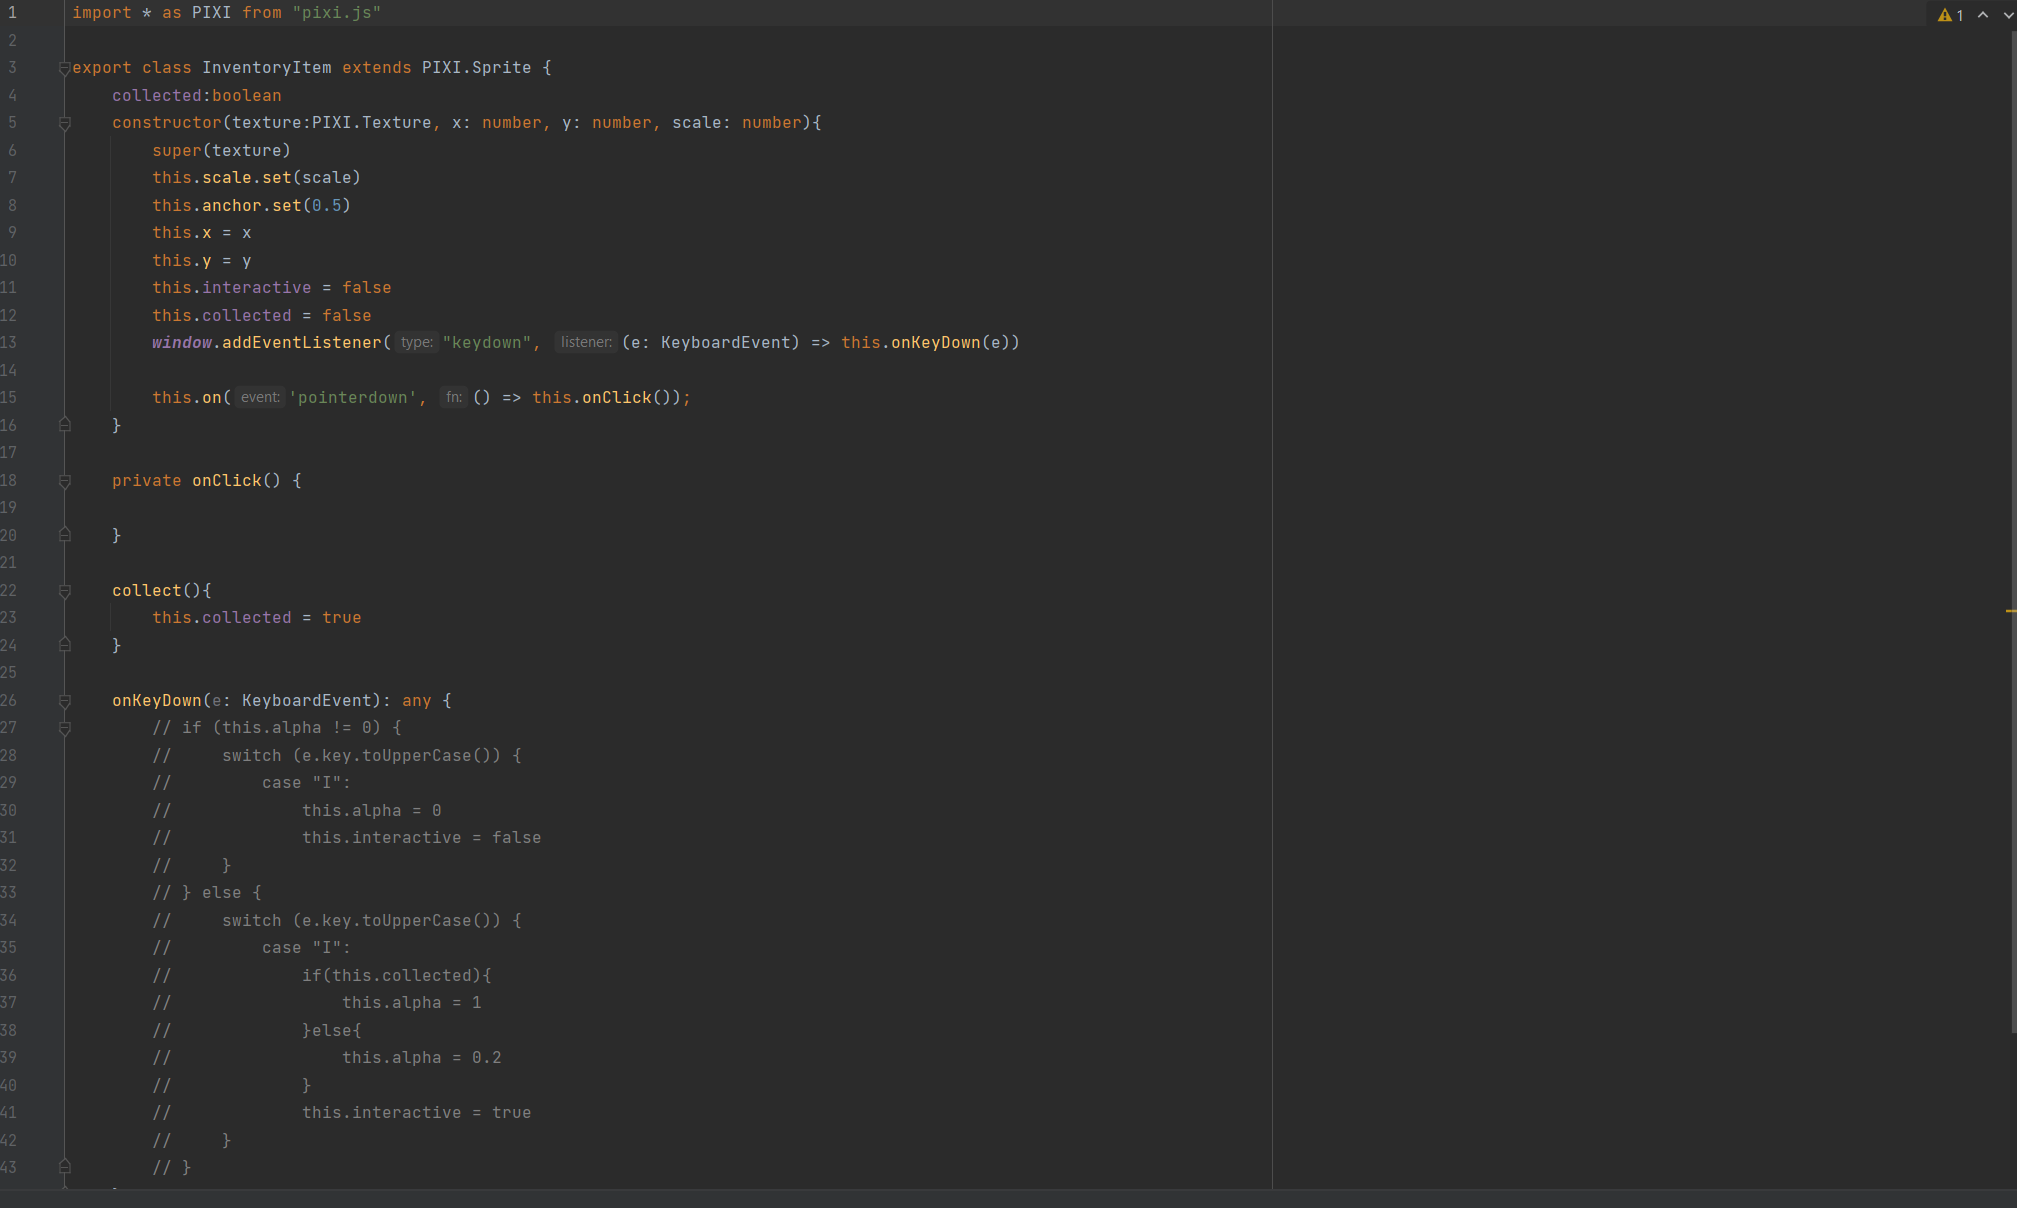 1 import * as PIXI from "pixi.js" 1
2
3 export class InventoryItem extends PIXI.Sprite {
4 collected:boolean
5 constructor(texture:PIXI.Texture, x: number, y: number, scale: number){
6 super(texture)
7 this.scale.set(scale)
8 this.anchor.set(0.5)
9 this.x = x
10 this.y = y
11 this.interactive = false
12 this.collected = false
13 window.addEventListener( type: "keydown", listener: (e: KeyboardEvent) => this.onKeyDown(e))
14
15 this.on( event: 'pointerdown', fn: () => this.onClick());
16 }
17
18 private onClick() {
19
20 }
21
22 collect(){
23 this.collected = true
24 }
25
26 onKeyDown(e: KeyboardEvent): any {
27 // if (this.alpha != 0) {
28 // switch (e.key.toUpperCase()) {
29 // case "I":
30 // this.alpha = 0
31 // this.interactive = false
32 // }
33 // } else {
34 // switch (e.key.toUpperCase()) {
35 // case "I":
36 // if(this.collected){
37 // this.alpha = 1
38 // }else{
39 // this.alpha = 0.2
40 // }
41 // this.interactive = true
42 // }
43 // }